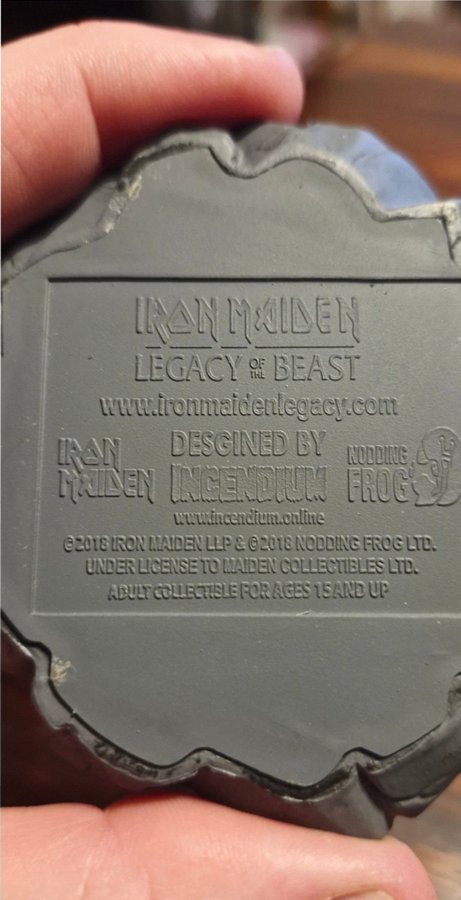 IRON MAIDEN
LEGACY OF THE BEAST
www.ironmaidenlegacy.com
IRON MAIDEN
DESGINED BY
INCENDIUM
NODDING FROG
www.incendium.online
©2018 IRON MAIDEN LLP & ©2018 NODDING FROG LTD.
UNDER LICENSE TO MAIDEN COLLECTIBLES LTD.
ADULT COLLECTIBLE FOR AGES 15 AND UP